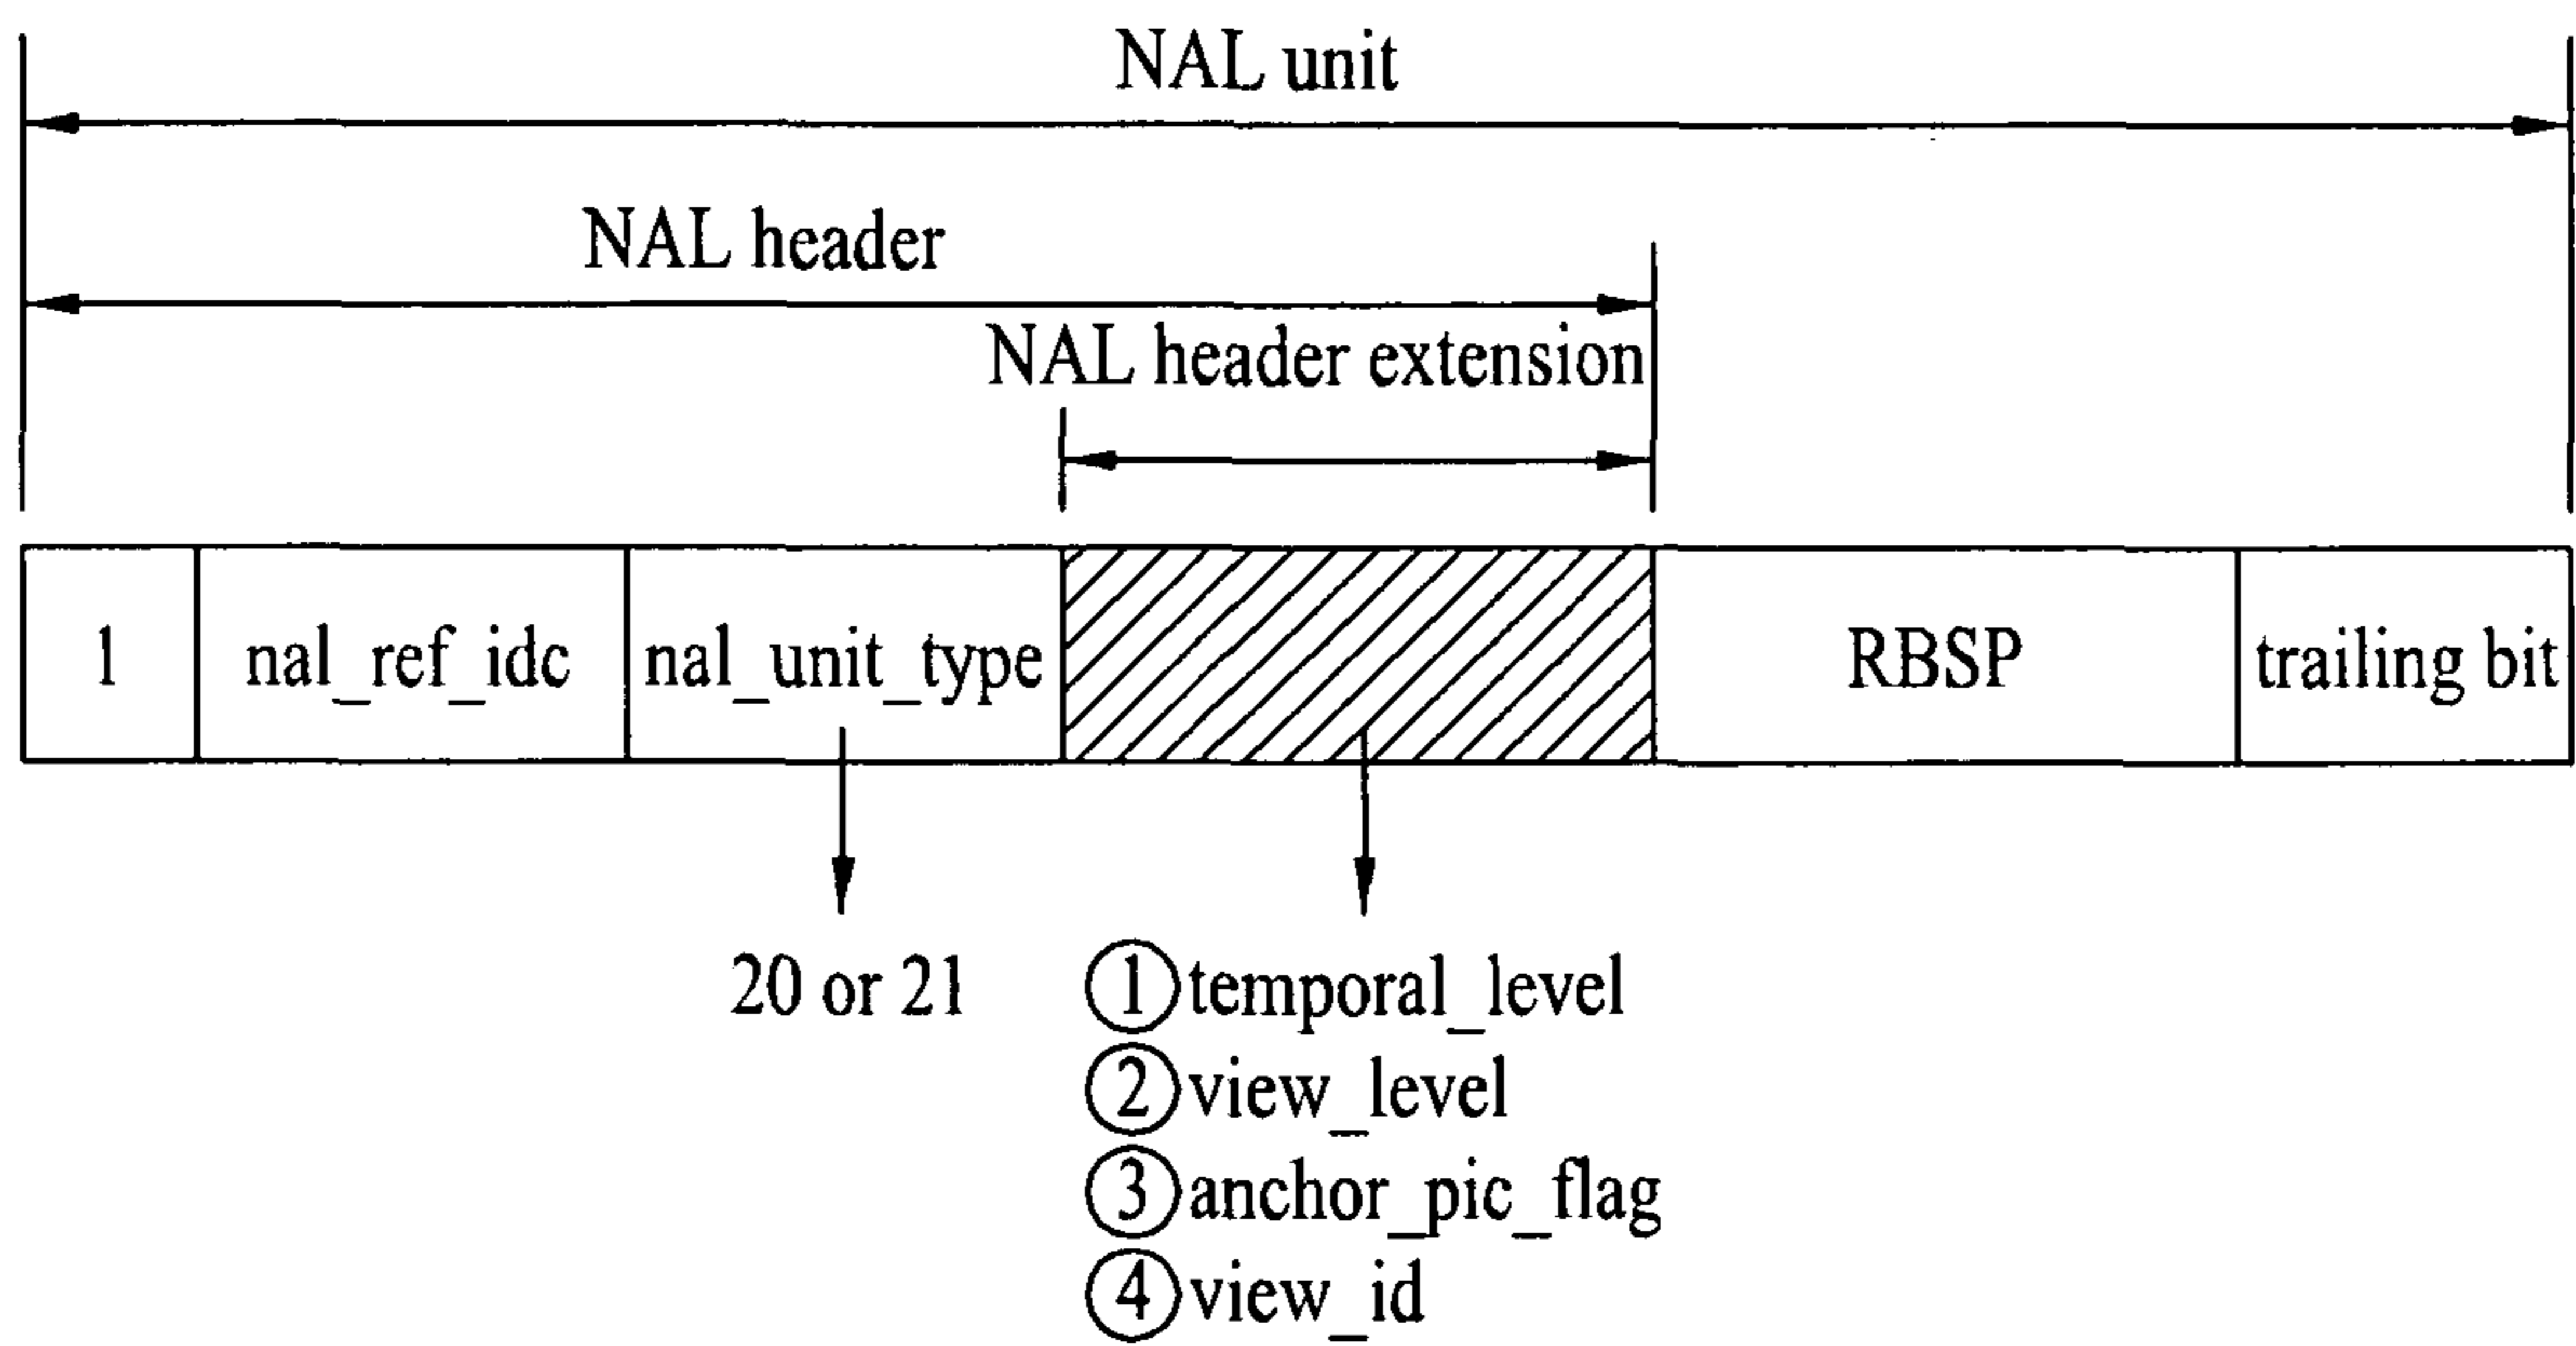 NAL unit
NAL header
NAL header extension
1 nal_ref_idc nal_unit_type RBSP trailing bit
20 or 21
①temporal_level
②view_level
③anchor_pic_flag
④view_id